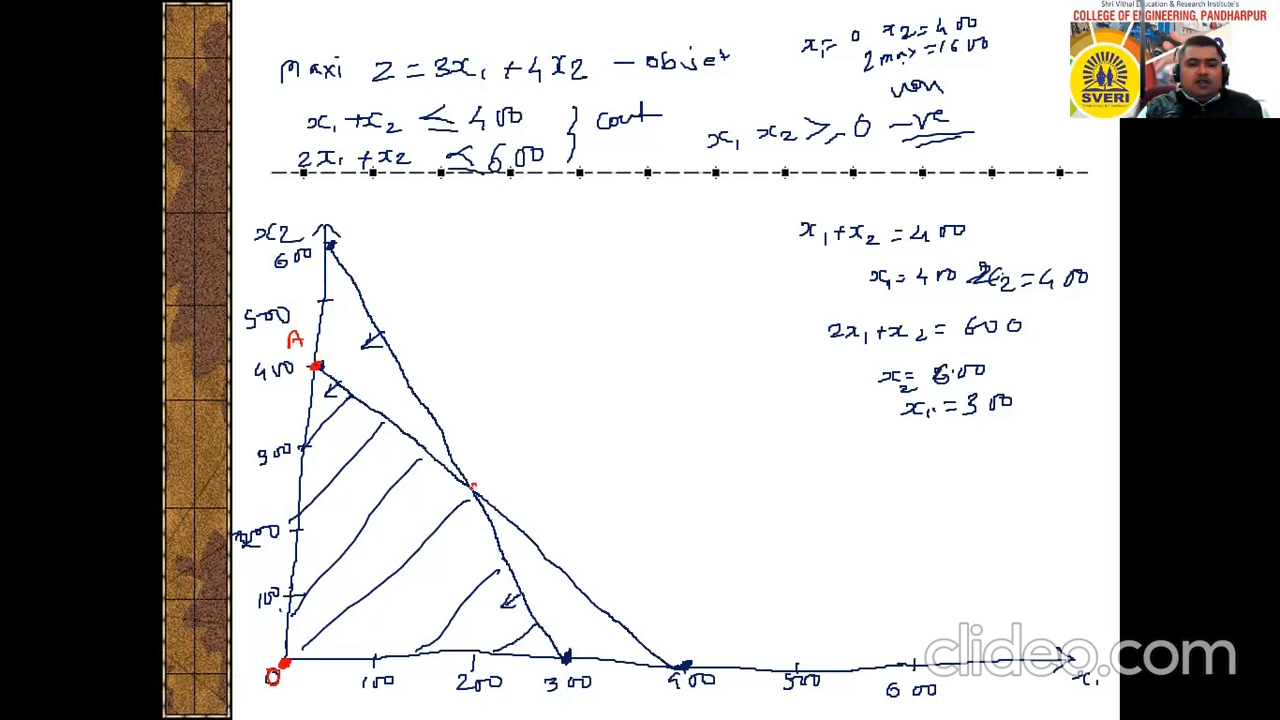 Shri Vithal Education & Research Institute's
COLLEGE OF ENGINEERING, PANDHARPUR
SVERI
Maxi Z = 3x1 + 4x2 - objet
x1 + x2 ≤ 400
2x1 + x2 ≤ 600
} cont
x1 = 0 x2 = 400
Zmax = 1600
non
x1 x2 ≥ 0 -ve
x2
600
500
A
400
300
200
100
0
100 200 300 400 500 600 x1
x1 + x2 = 400
x1 = 400 x2 = 400
2x1 + x2 = 600
x2 = 600
x1 = 300
clideo.com